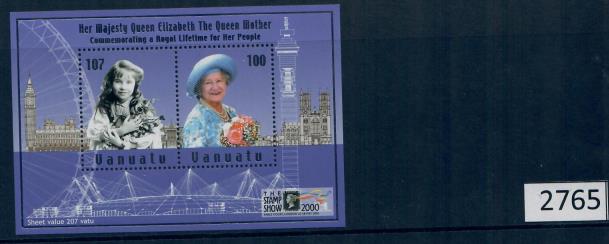 Her Majesty Queen Elizabeth The Queen Mother
Commemorating a Royal Lifetime for Her People
107
100
Vanuatu
Vanuatu
THE
STAMP
SHOW
2000
Sheet value 207 vatu
2765